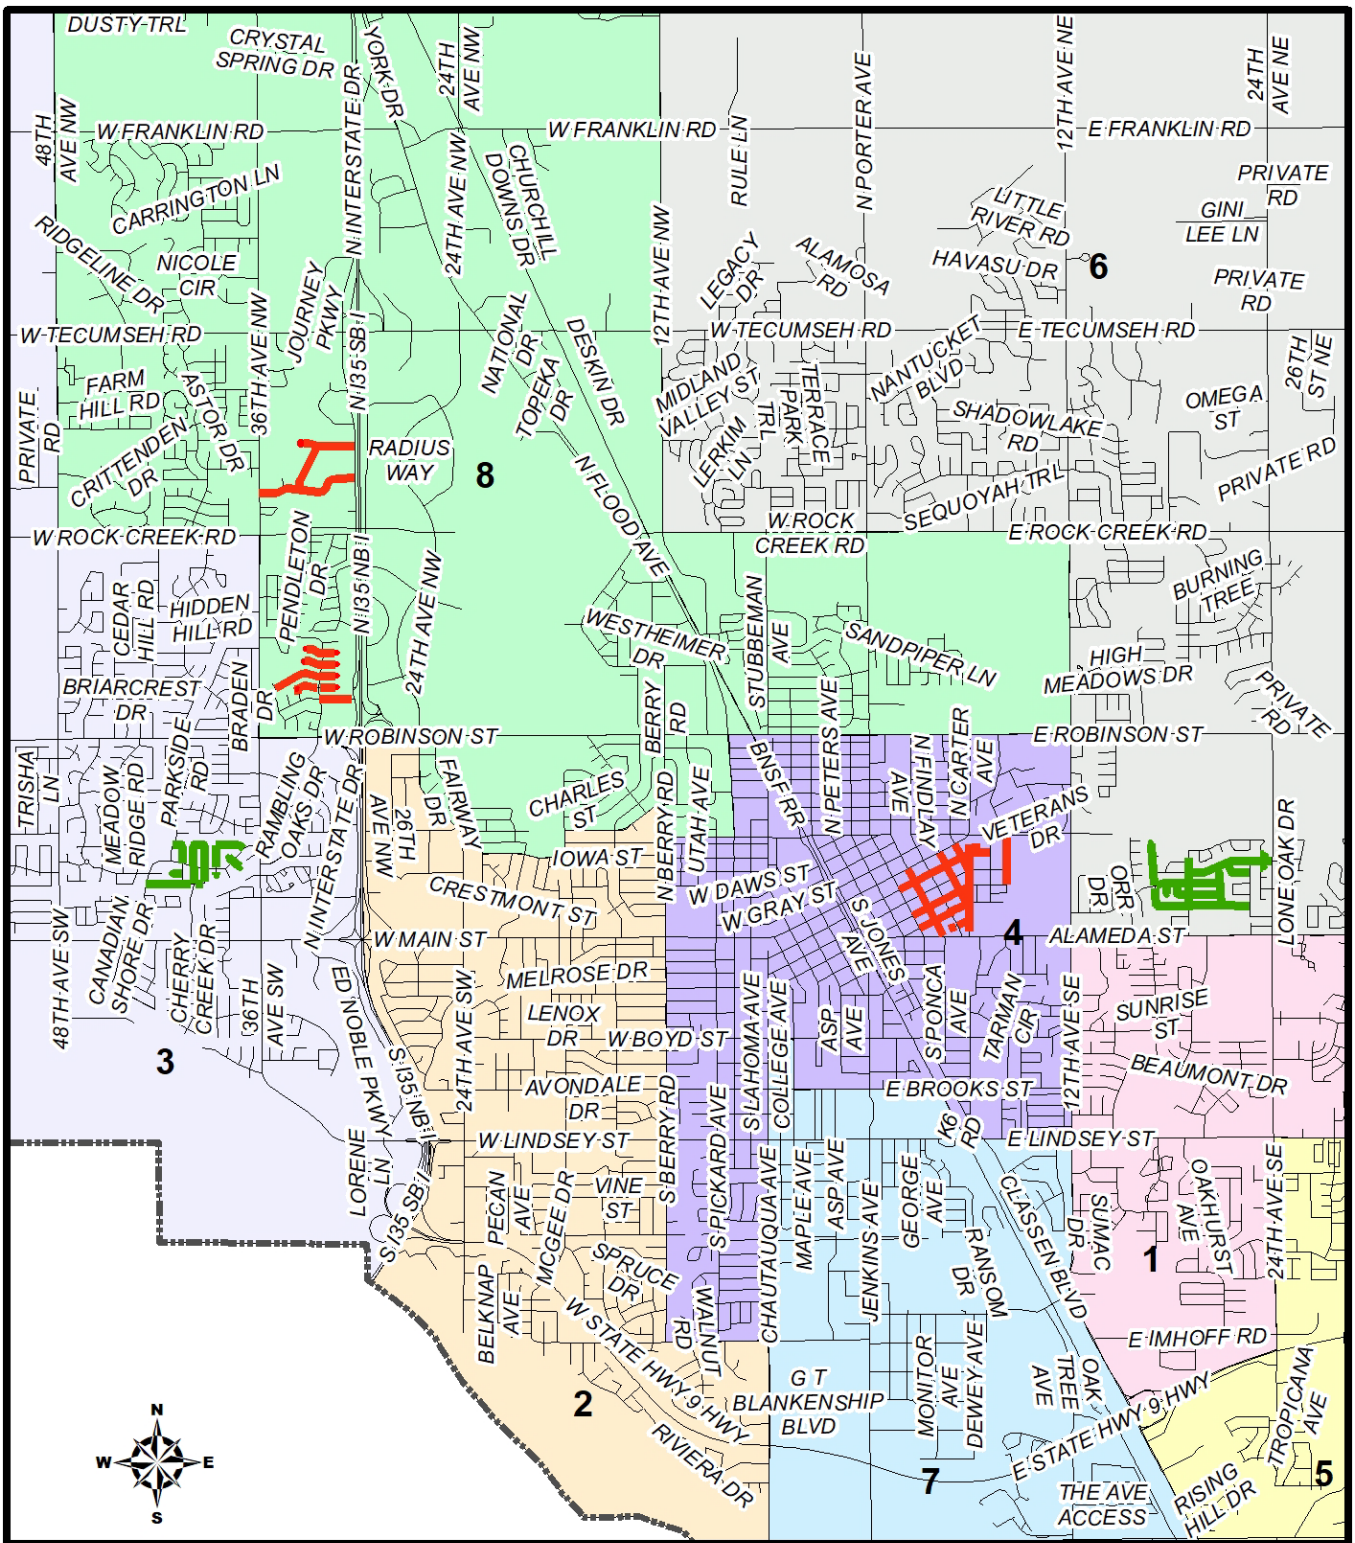 DUSTY TRL
CRYSTAL
SPRING DR
YORK DR
24TH
AVE NW
12TH AVE NE
24TH
AVE NE
48TH
AVE NW
W FRANKLIN RD
N INTERSTATE DR
W FRANKLIN RD
RULE LN
N PORTER AVE
E FRANKLIN RD
CARRINGTON LN
24TH AVE NW
CHURCHILL
DOWNS DR
PRIVATE
RD
LITTLE
RIVER RD
GINI
LEE LN
RIDGELINE DR
NICOLE
CIR
12TH AVE NW
LEGACY
DR
ALAMOSA
RD
HAVASU DR
6
PRIVATE
RD
JOURNEY
PKWY
W TECUMSEH RD
36TH AVE NW
N I35 SB I
NATIONAL
DR
DESKIN DR
W TECUMSEH RD
E TECUMSEH RD
26TH
ST NE
FARM
HILL RD
ASTOR DR
TOPEKA
DR
MIDLAND
VALLEY ST
TERRACE
PARK
TRL
NANTUCKET
BLVD
OMEGA
ST
PRIVATE
RD
CRITTENDEN
DR
RADIUS
WAY
8
LERKIM
LN
SHADOWLAKE
RD
PRIVATE RD
N FLOOD AVE
SEQUOYAH TRL
W ROCK CREEK RD
W ROCK
CREEK RD
E ROCK CREEK RD
PENDLETON
DR
N I35 NB I
24TH AVE NW
BURNING
TREE
CEDAR
HILL RD
HIDDEN
HILL RD
WESTHEIMER
DR
STUBBEMAN
AVE
SANDPIPER LN
HIGH
MEADOWS DR
BRIARCREST
DR
BRADEN
DR
BERRY
RD
PRIVATE
RD
W ROBINSON ST
N PETERS AVE
N CARTER
AVE
E ROBINSON ST
TRISHA
LN
MEADOW
RIDGE RD
PARKSIDE
RD
RAMBLING
OAKS DR
N INTERSTATE DR
26TH
AVE NW
FAIRWAY
DR
CHARLES
ST
N BERRY RD
UTAH AVE
BNSF RR
N FINDLAY
AVE
VETERANS
DR
LONE OAK DR
IOWA ST
CRESTMONT ST
W DAWS ST
W GRAY ST
ORR
DR
48TH AVE SW
CANADIAN
SHORE DR
CHERRY
CREEK DR
36TH
AVE SW
W MAIN ST
S JONES
AVE
4
ALAMEDA ST
ED NOBLE PKWY
24TH AVE SW
MELROSE DR
LENOX
DR
W BOYD ST
S LAHOMA AVE
COLLEGE AVE
ASP
AVE
S PONCA
AVE
TARMAN
CIR
12TH AVE SE
SUNRISE
ST
3
S I35 NB I
AVONDALE
DR
S BERRY RD
S PICKARD AVE
E BROOKS ST
BEAUMONT DR
K6
RD
W LINDSEY ST
E LINDSEY ST
LORENE
LN
S I35 SB I
PECAN
AVE
MCGEE DR
VINE
ST
CHAUTAUQUA AVE
MAPLE AVE
ASP AVE
JENKINS AVE
GEORGE
AVE
CLASSEN BLVD
SUMAC
DR
OAKHURST
AVE
24TH AVE SE
1
SPRUCE
DR
RANSOM
DR
BELKNAP
AVE
W STATE HWY 9 HWY
WALNUT
RD
E IMHOFF RD
MONITOR
AVE
DEWEY AVE
OAK
TREE
AVE
TROPICANA
AVE
G T
BLANKENSHIP
BLVD
2
RIVIERA DR
E STATE HWY 9 HWY
7
5
THE AVE
ACCESS
RISING
HILL DR
N
W
E
S